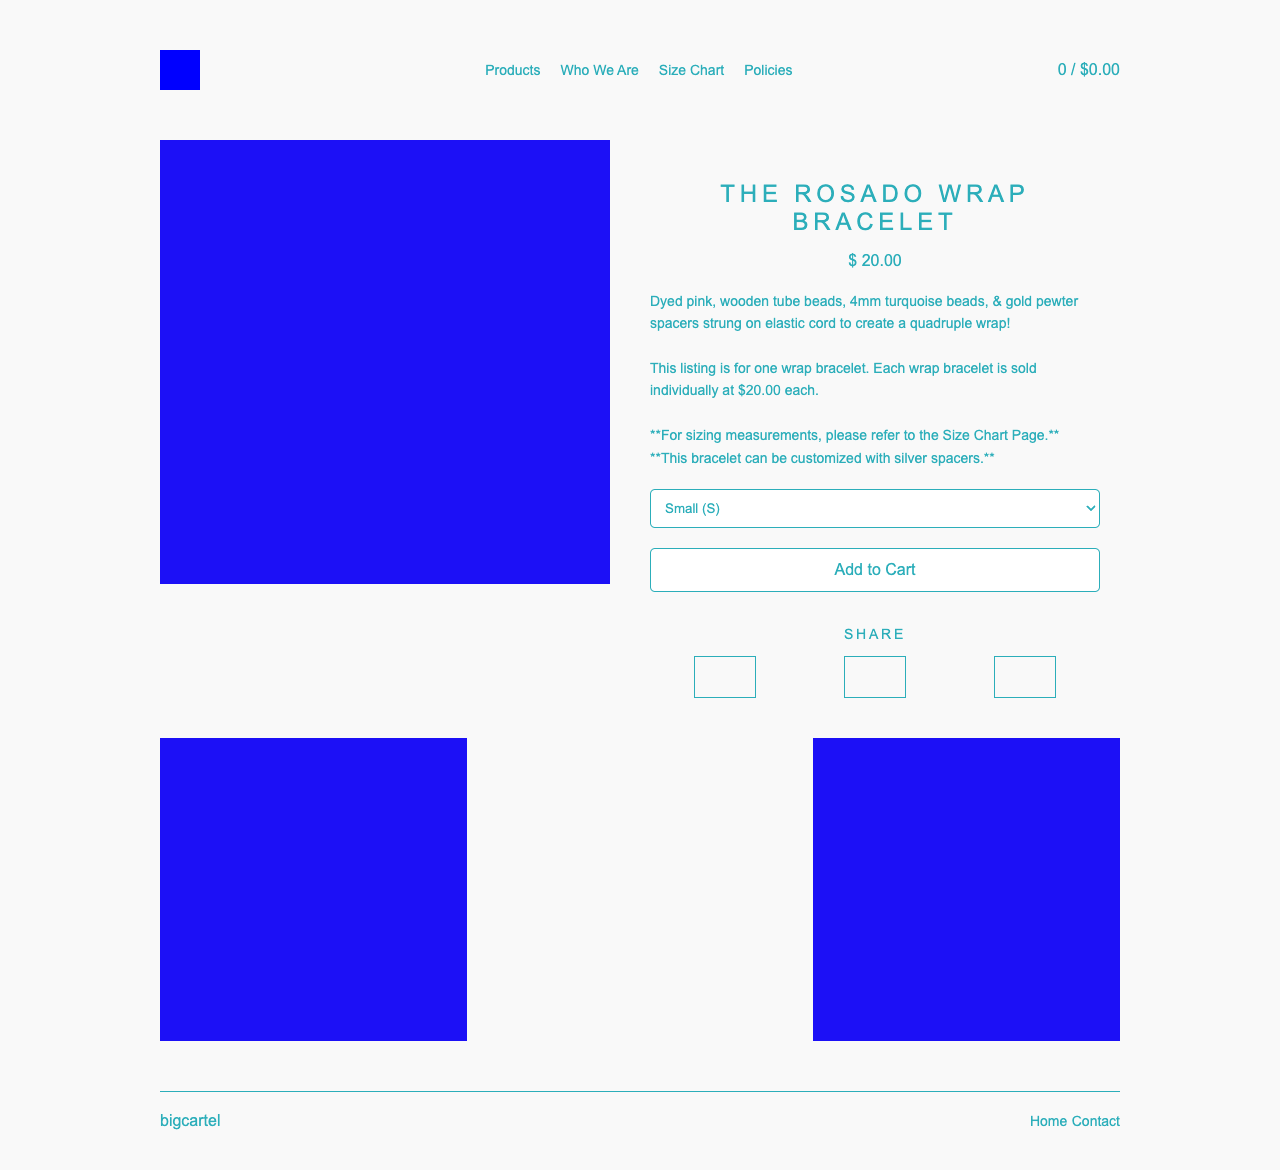 Products Who We Are Size Chart Policies 0 / $0.00
THE ROSADO WRAP
BRACELET
$ 20.00
Dyed pink, wooden tube beads, 4mm turquoise beads, & gold pewter
spacers strung on elastic cord to create a quadruple wrap!
This listing is for one wrap bracelet. Each wrap bracelet is sold
individually at $20.00 each.
**For sizing measurements, please refer to the Size Chart Page.**
**This bracelet can be customized with silver spacers.**
Small (S)
Add to Cart
SHARE
bigcartel Home Contact